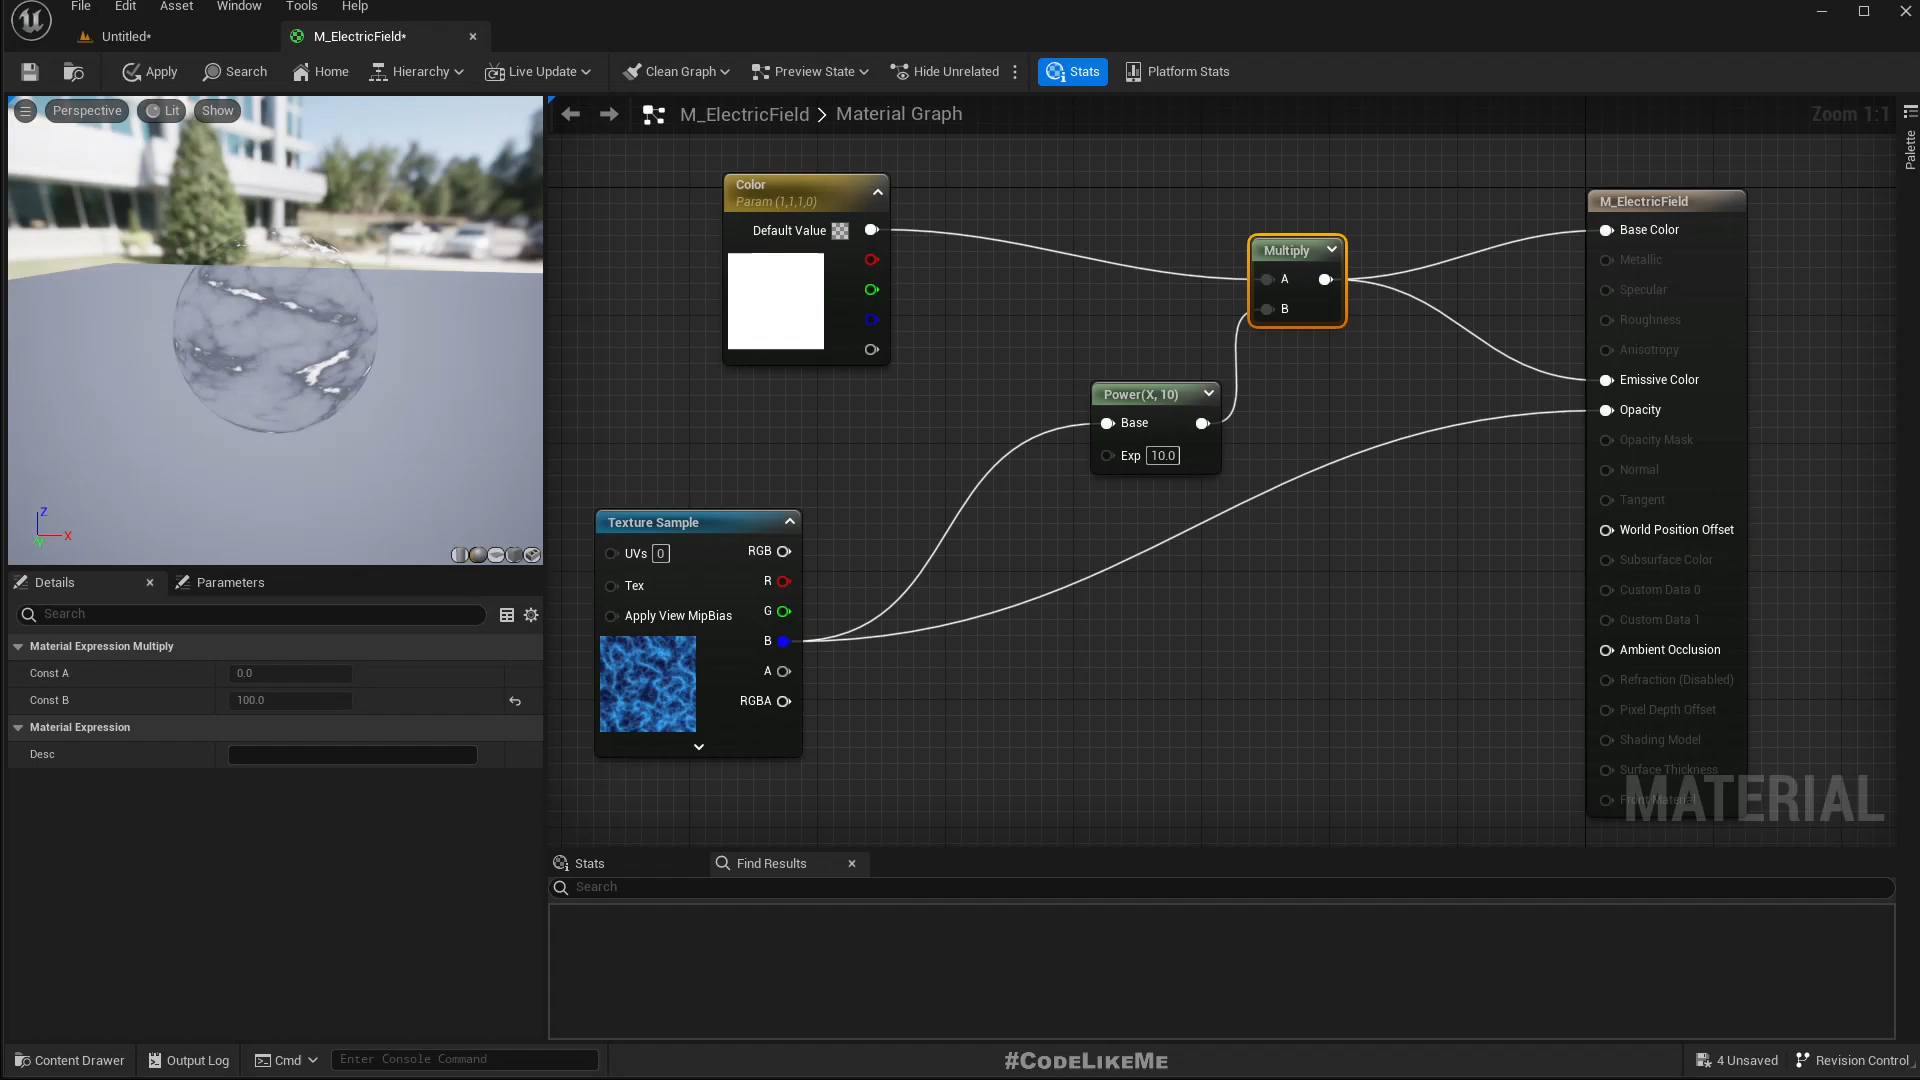 File Edit Asset Window Tools Help
Untitled*
M_ElectricField*
Apply Search Home Hierarchy Live Update Clean Graph Preview State Hide Unrelated Stats Platform Stats
Perspective Lit Show
M_ElectricField Material Graph
Zoom 1:1
Palette
Color
Param (1,1,1,0)
Default Value
Multiply
A
B
Power(X, 10)
Base
Exp 10.0
Texture Sample
UVs 0
Tex
Apply View MipBias
RGB
R
G
B
A
RGBA
M_ElectricField
Base Color
Metallic
Specular
Roughness
Anisotropy
Emissive Color
Opacity
Opacity Mask
Normal
Tangent
World Position Offset
Subsurface Color
Custom Data 0
Custom Data 1
Ambient Occlusion
Refraction (Disabled)
Pixel Depth Offset
Shading Model
Surface Thickness
Front Material
MATERIAL
Z
X
Y
Details
Parameters
Search
Material Expression Multiply
Const A 0.0
Const B 100.0
Material Expression
Desc
Stats
Find Results
Search
Content Drawer Output Log Cmd Enter Console Command
#CodeLikeMe
4 Unsaved Revision Control